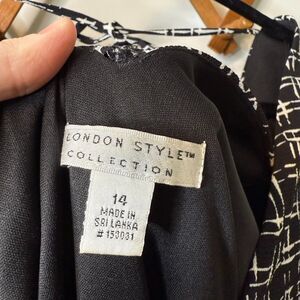 LONDON STYLE™
COLLECTION
14
MADE IN
SRI LANKA
# 153031